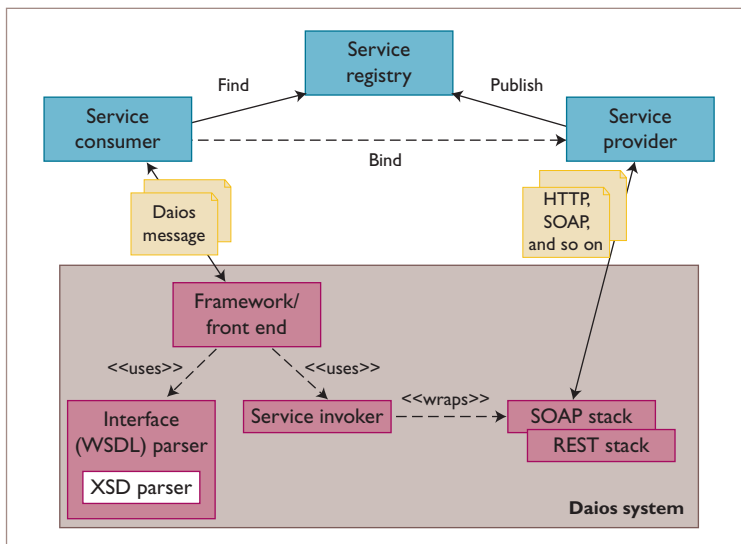 Service
registry
Find
Publish
Service
consumer
Service
provider
Bind
Daios
message
HTTP,
SOAP,
and so on
Framework/
front end
<<uses>>
<<uses>>
<<wraps>>
Interface
(WSDL) parser
Service invoker
SOAP stack
REST stack
XSD parser
Daios system